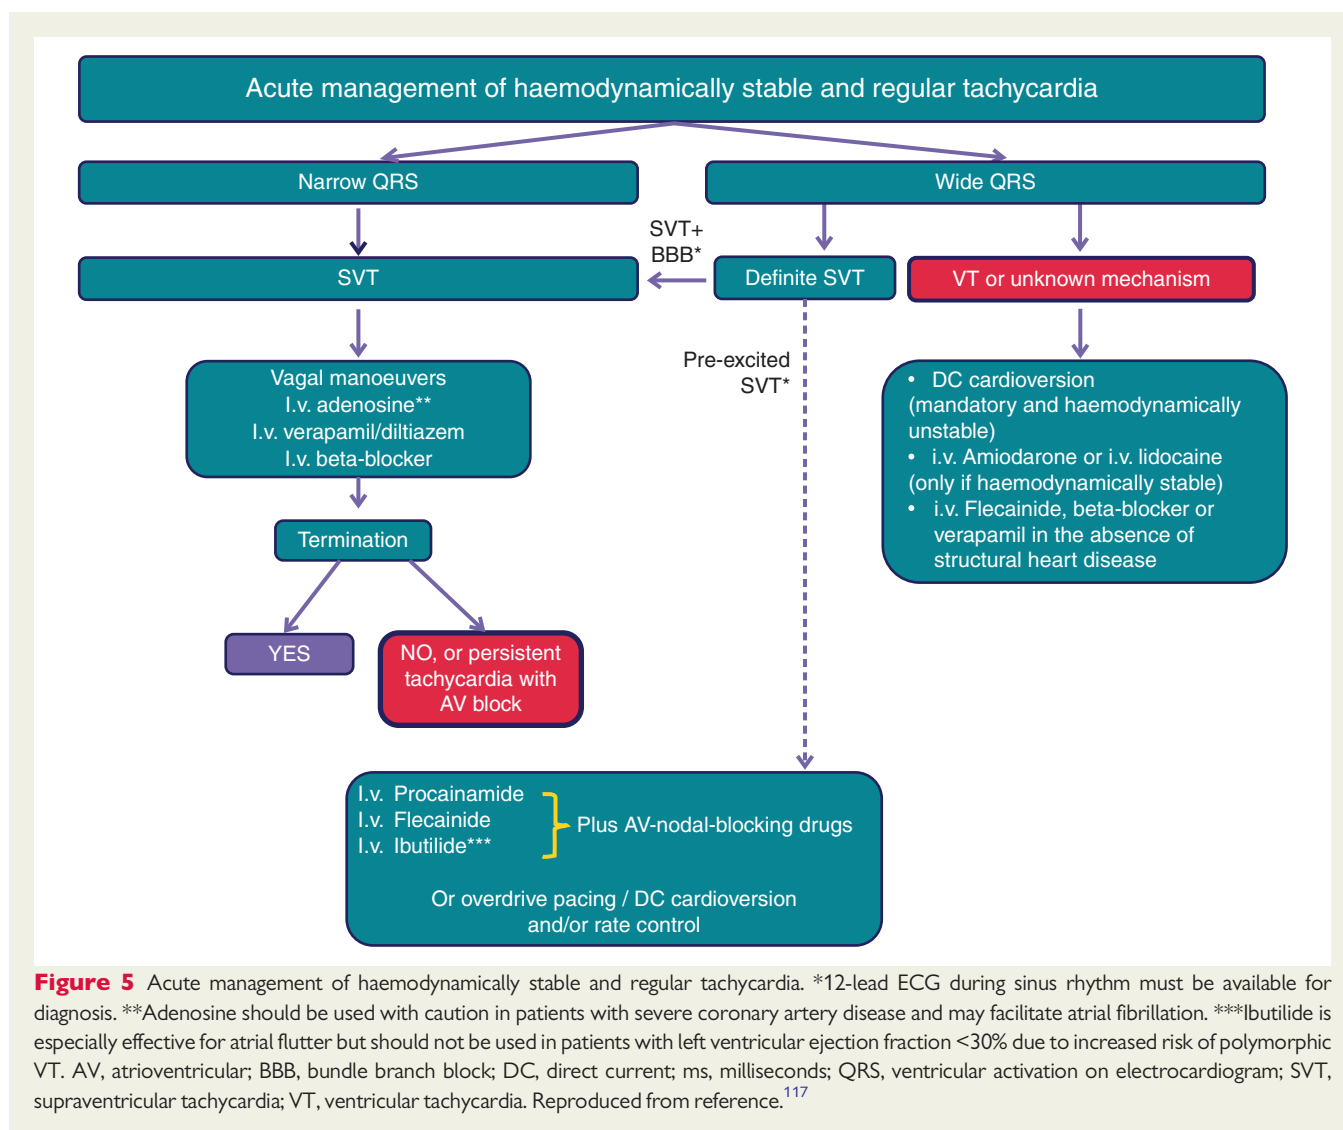 Acute management of haemodynamically stable and regular tachycardia
Narrow QRS
Wide QRS
SVT+
BBB*
SVT
Definite SVT
VT or unknown mechanism
Pre-excited
SVT*
Vagal manoeuvers
I.v. adenosine**
I.v. verapamil/diltiazem
I.v. beta-blocker
• DC cardioversion
(mandatory and haemodynamically
unstable)
• i.v. Amiodarone or i.v. lidocaine
(only if haemodynamically stable)
• i.v. Flecainide, beta-blocker or
verapamil in the absence of
structural heart disease
Termination
YES
NO, or persistent
tachycardia with
AV block
I.v. Procainamide
I.v. Flecainide
I.v. Ibutilide***
Plus AV-nodal-blocking drugs
Or overdrive pacing / DC cardioversion
and/or rate control
Figure 5 Acute management of haemodynamically stable and regular tachycardia. *12-lead ECG during sinus rhythm must be available for
diagnosis. **Adenosine should be used with caution in patients with severe coronary artery disease and may facilitate atrial fibrillation. ***Ibutilide is
especially effective for atrial flutter but should not be used in patients with left ventricular ejection fraction <30% due to increased risk of polymorphic
VT. AV, atrioventricular; BBB, bundle branch block; DC, direct current; ms, milliseconds; QRS, ventricular activation on electrocardiogram; SVT,
supraventricular tachycardia; VT, ventricular tachycardia. Reproduced from reference.117